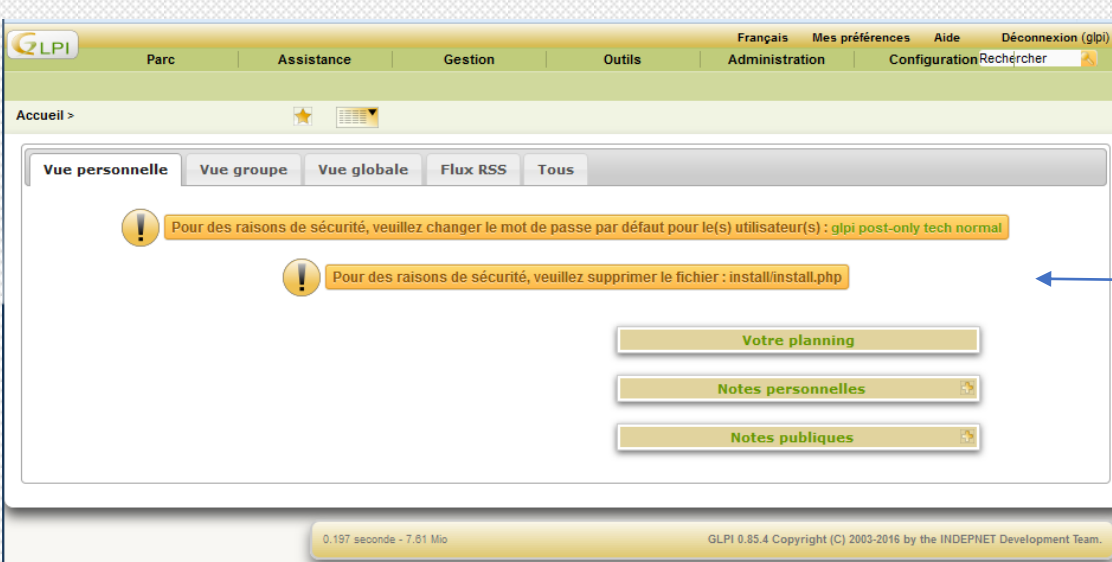 GLPI
Français Mes préférences Aide Déconnexion (glpi)
Parc Assistance Gestion Outils Administration Configuration Rechercher
Accueil >
Vue personnelle Vue groupe Vue globale Flux RSS Tous
Pour des raisons de sécurité, veuillez changer le mot de passe par défaut pour le(s) utilisateur(s) : glpi post-only tech normal
Pour des raisons de sécurité, veuillez supprimer le fichier : install/install.php
Votre planning
Notes personnelles
Notes publiques
0.197 seconde - 7.61 Mio GLPI 0.85.4 Copyright (C) 2003-2016 by the INDEPNET Development Team.